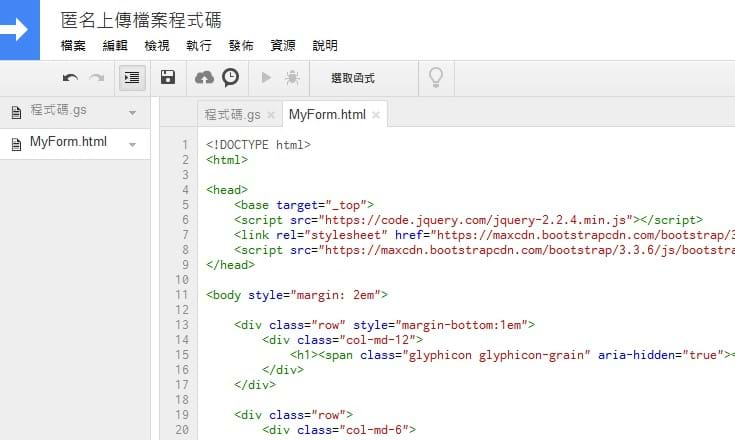 匿名上傳檔案程式碼
檔案 編輯 檢視 執行 發佈 資源 說明
選取函式
程式碼.gs
MyForm.html
程式碼.gs × MyForm.html ×
1 <!DOCTYPE html>
2 <html>
3
4 <head>
5 <base target="_top">
6 <script src="https://code.jquery.com/jquery-2.2.4.min.js"></script>
7 <link rel="stylesheet" href="https://maxcdn.bootstrapcdn.com/bootstrap/3
8 <script src="https://maxcdn.bootstrapcdn.com/bootstrap/3.3.6/js/bootstra
9 </head>
10
11 <body style="margin: 2em">
12
13 <div class="row" style="margin-bottom:1em">
14 <div class="col-md-12">
15 <h1><span class="glyphicon glyphicon-grain" aria-hidden="true"><
16 </div>
17 </div>
18
19 <div class="row">
20 <div class="col-md-6">